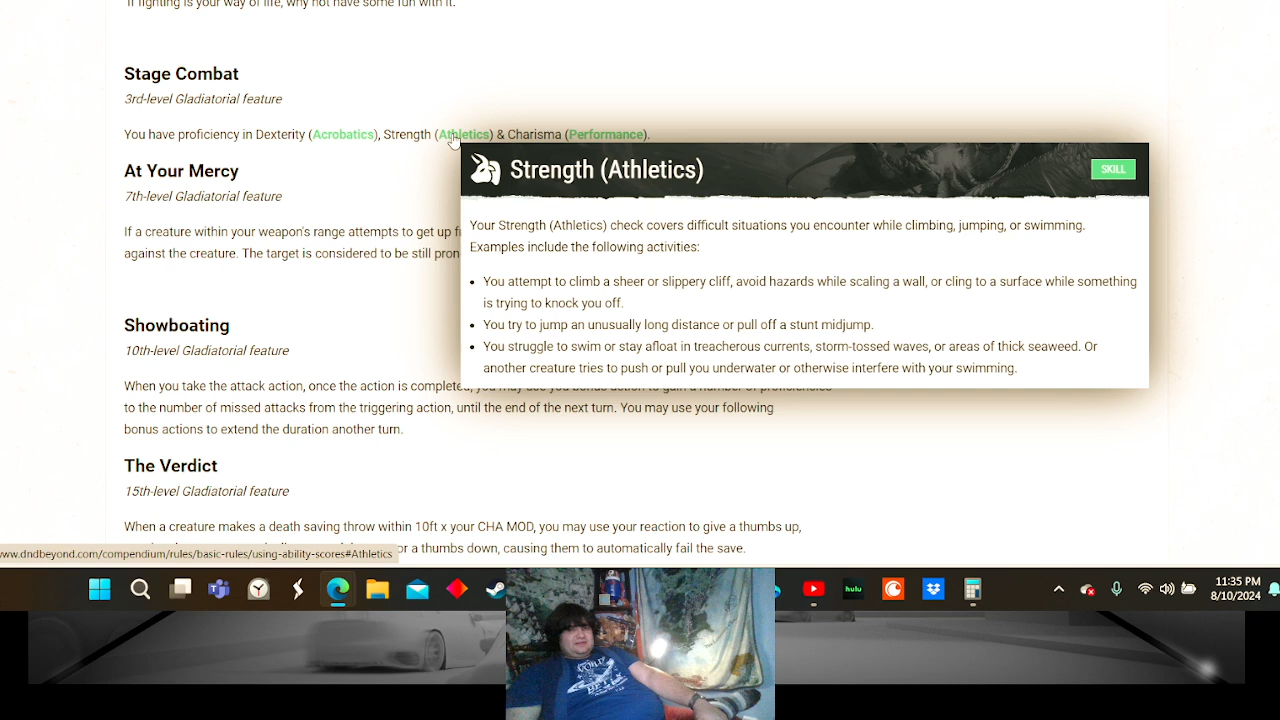 If fighting is your way of life, why not have some fun with it.
Stage Combat
3rd-level Gladiatorial feature
You have proficiency in Dexterity (Acrobatics), Strength (Athletics) & Charisma (Performance).
At Your Mercy
7th-level Gladiatorial feature
If a creature within your weapon's range attempts to get up
against the creature. The target is considered to be still
Strength (Athletics)
SKILL
Your Strength (Athletics) check covers difficult situations you encounter while climbing, jumping, or swimming.
Examples include the following activities:
• You attempt to climb a sheer or slippery cliff, avoid hazards while scaling a wall, or cling to a surface while something
is trying to knock you off.
• You try to jump an unusually long distance or pull off a stunt midjump.
• You struggle to swim or stay afloat in treacherous currents, storm-tossed waves, or areas of thick seaweed. Or
another creature tries to push or pull you underwater or otherwise interfere with your swimming.
Showboating
10th-level Gladiatorial feature
When you take the attack action, once the action is completed, you may use you bonus action to gain a number of proficiencies
to the number of missed attacks from the triggering action, until the end of the next turn. You may use your following
bonus actions to extend the duration another turn.
The Verdict
15th-level Gladiatorial feature
When a creature makes a death saving throw within 10ft x your CHA MOD, you may use your reaction to give a thumbs up,
or a thumbs down, causing them to automatically fail the save.
www.dndbeyond.com/compendium/rules/basic-rules/using-ability-scores#Athletics
hulu
11:35 PM
8/10/2024